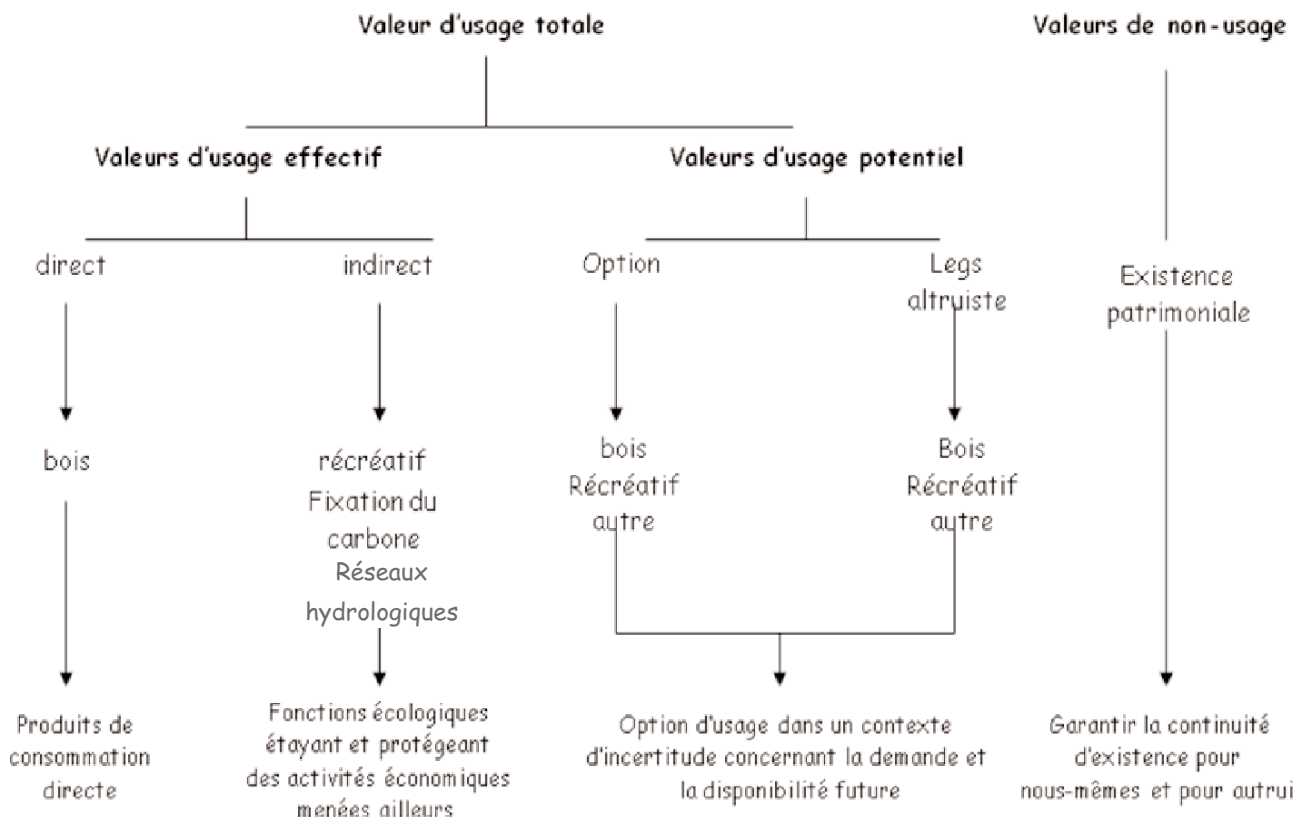 Valeur d'usage totale
Valeurs de non-usage
Valeurs d'usage effectif
Valeurs d'usage potentiel
direct
indirect
Option
Legs
altruiste
Existence
patrimoniale
bois
récréatif
Fixation du
carbone
Réseaux
hydrologiques
bois
Récréatif
autre
Bois
Récréatif
autre
Produits de
consommation
directe
Fonctions écologiques
étayant et protégeant
des activités économiques
menées ailleurs
Option d'usage dans un contexte
d'incertitude concernant la demande et
la disponibilité future
Garantir la continuité
d'existence pour
nous-mêmes et pour autrui